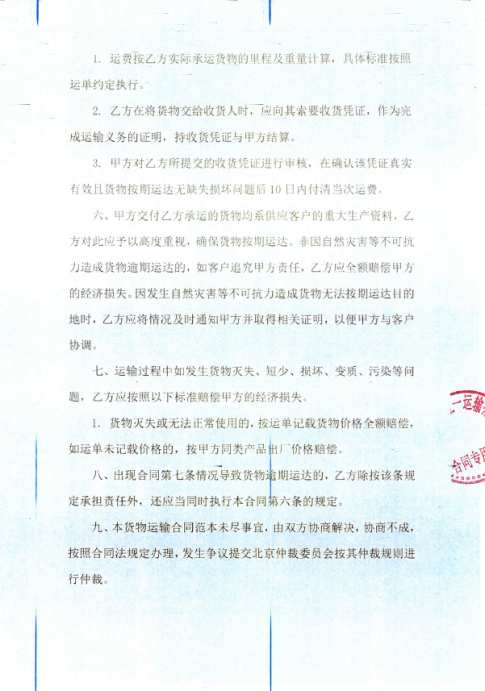 1. 运费按乙方实际承运货物的里程及重量计算，具体标准按照
运单约定执行。
2. 乙方在将货物交给收货人时，应向其索要收货凭证，作为完
成运输义务的证明，持收货凭证与甲方结算。
3. 甲方对乙方所提交的收货凭证进行审核，在确认该凭证真实
有效且货物按期运达无缺失损坏问题后 10 日内付清当次运费。
六、甲方交付乙方承运的货物均系供应客户的重大生产资料，乙
方对此应予以高度重视，确保货物按期运达。非因自然灾害等不可抗
力造成货物逾期运达的，如客户追究甲方责任，乙方应全额赔偿甲方
的经济损失。因发生自然灾害等不可抗力造成货物无法按期运达目的
地时，乙方应将情况及时通知甲方并取得相关证明，以便甲方与客户
协调。
七、运输过程中如发生货物灭失、短少、损坏、变质、污染等问
题，乙方应按照以下标准赔偿甲方的经济损失。
1. 货物灭失或无法正常使用的，按运单记载货物价格全额赔偿，
如运单未记载价格的，按甲方同类产品出厂价格赔偿。
八、出现合同第七条情况导致货物逾期运达的，乙方除按该条规
定承担责任外，还应当同时执行本合同第六条的规定。
九、本货物运输合同范本未尽事宜，由双方协商解决，协商不成，
按照合同法规定办理，发生争议提交北京仲裁委员会按其仲裁规则进
行仲裁。
一运输
合同专